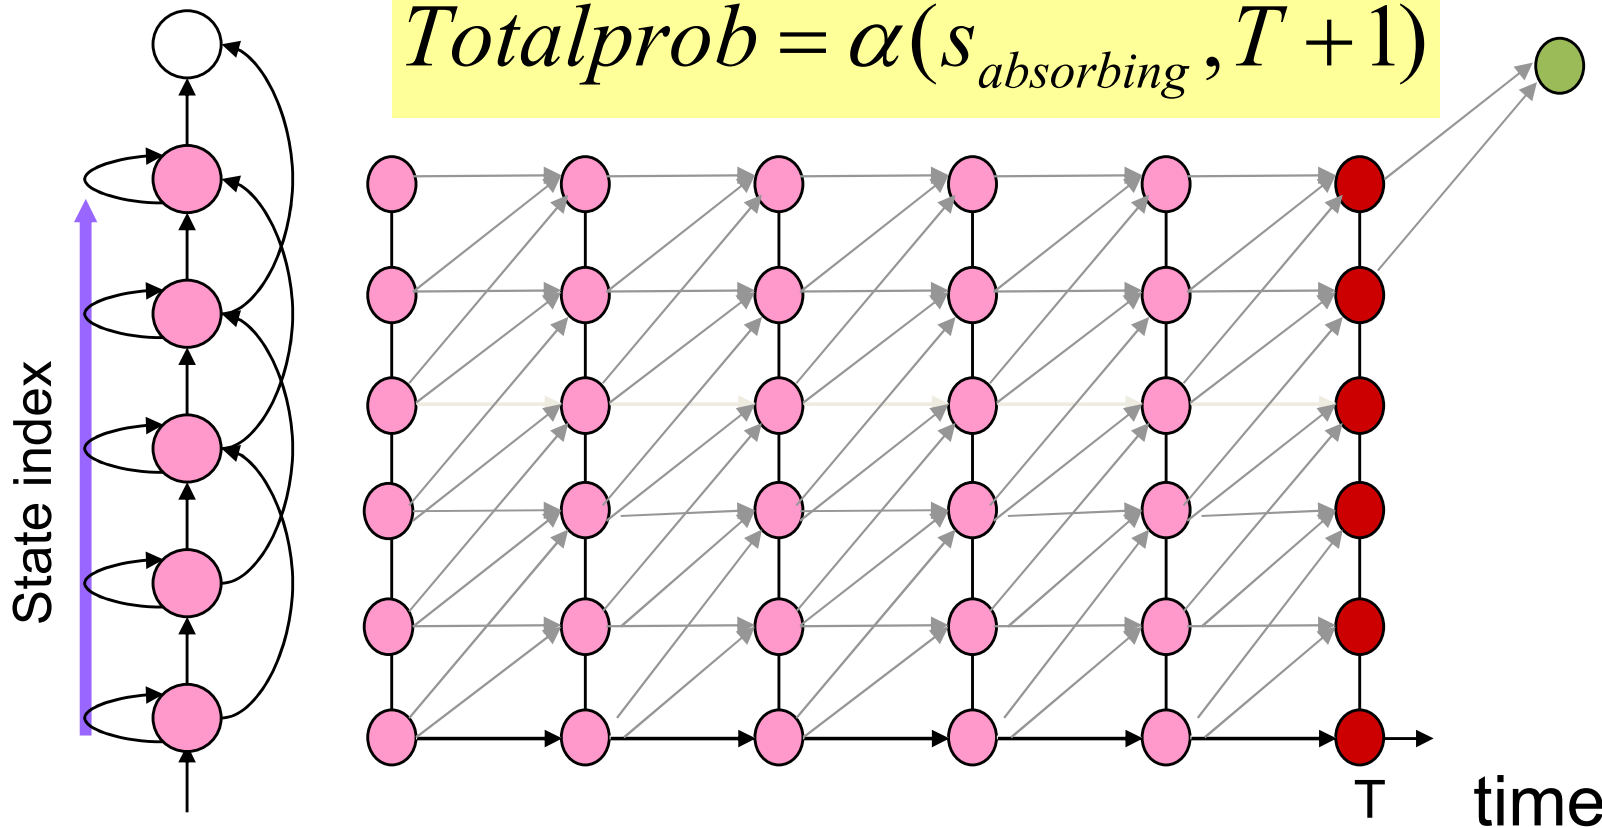 Totalprob = α(s_absorbing, T + 1)
State index
T
time